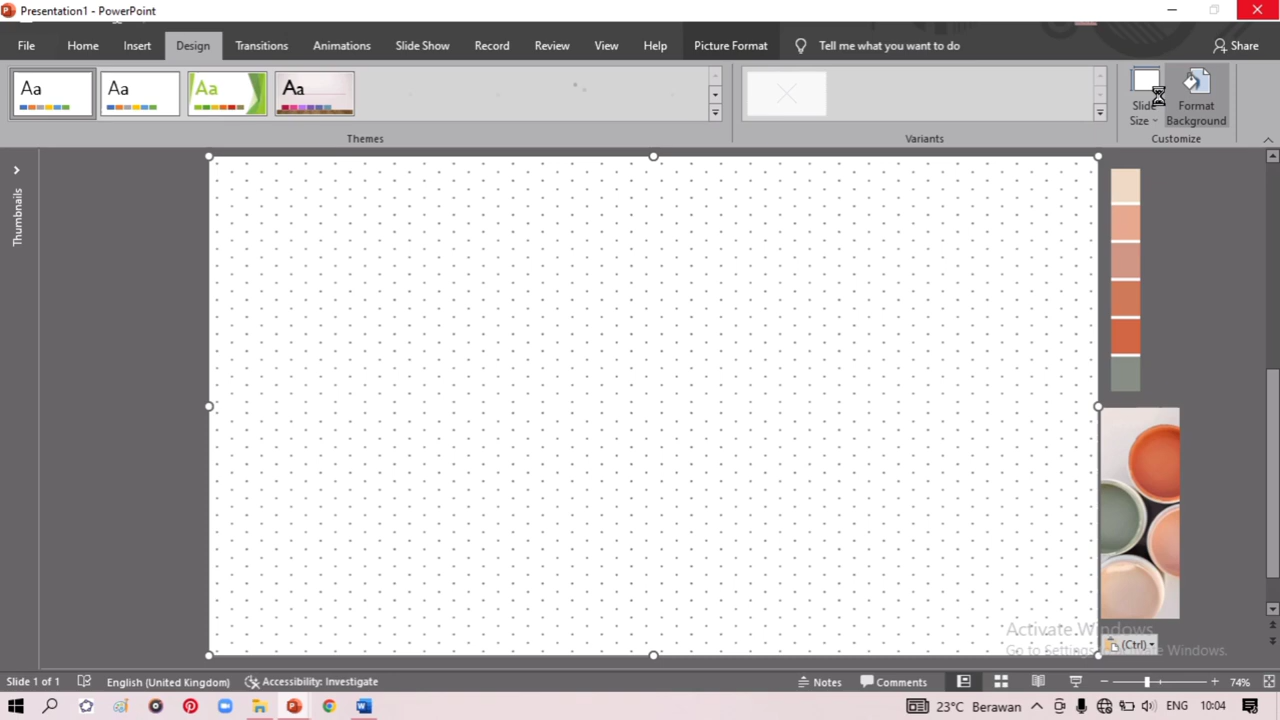 Presentation1 - PowerPoint
File Home Insert Design Transitions Animations Slide Show Record Review View Help Picture Format Tell me what you want to do Share
Aa Aa Aa Aa
Slide Size
Format Background
Themes Variants Customize
Thumbnails
Activate Windows
Go to Settings to Activate Windows.
(Ctrl)
Slide 1 of 1 English (United Kingdom) Accessibility: Investigate Notes Comments 74%
23°C Berawan ENG 10:04